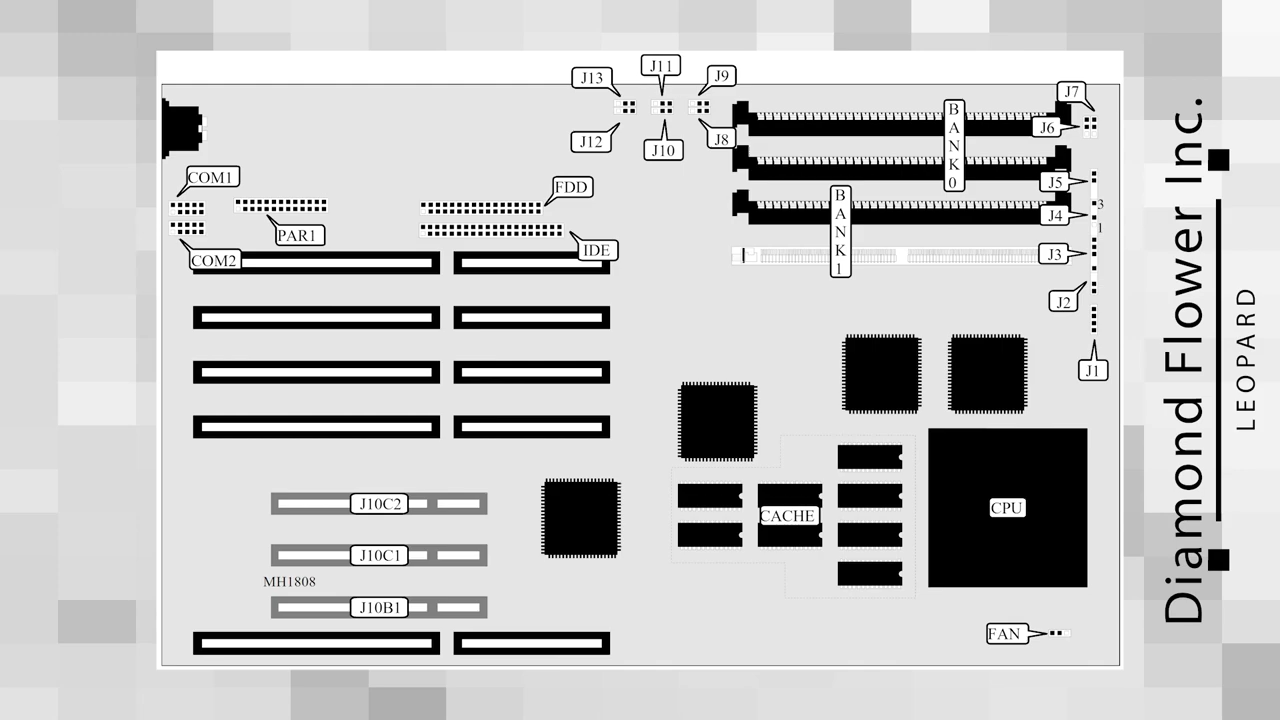 J11
J13
J9
J7
J12
J10
J8
J6
BANK0
COM1
FDD
J5
BANK1
3
J4
PAR1
1
COM2
IDE
J3
J2
J1
J10C2
CACHE
CPU
J10C1
MH1808
J10B1
FAN
Diamond Flower Inc.
LEOPARD